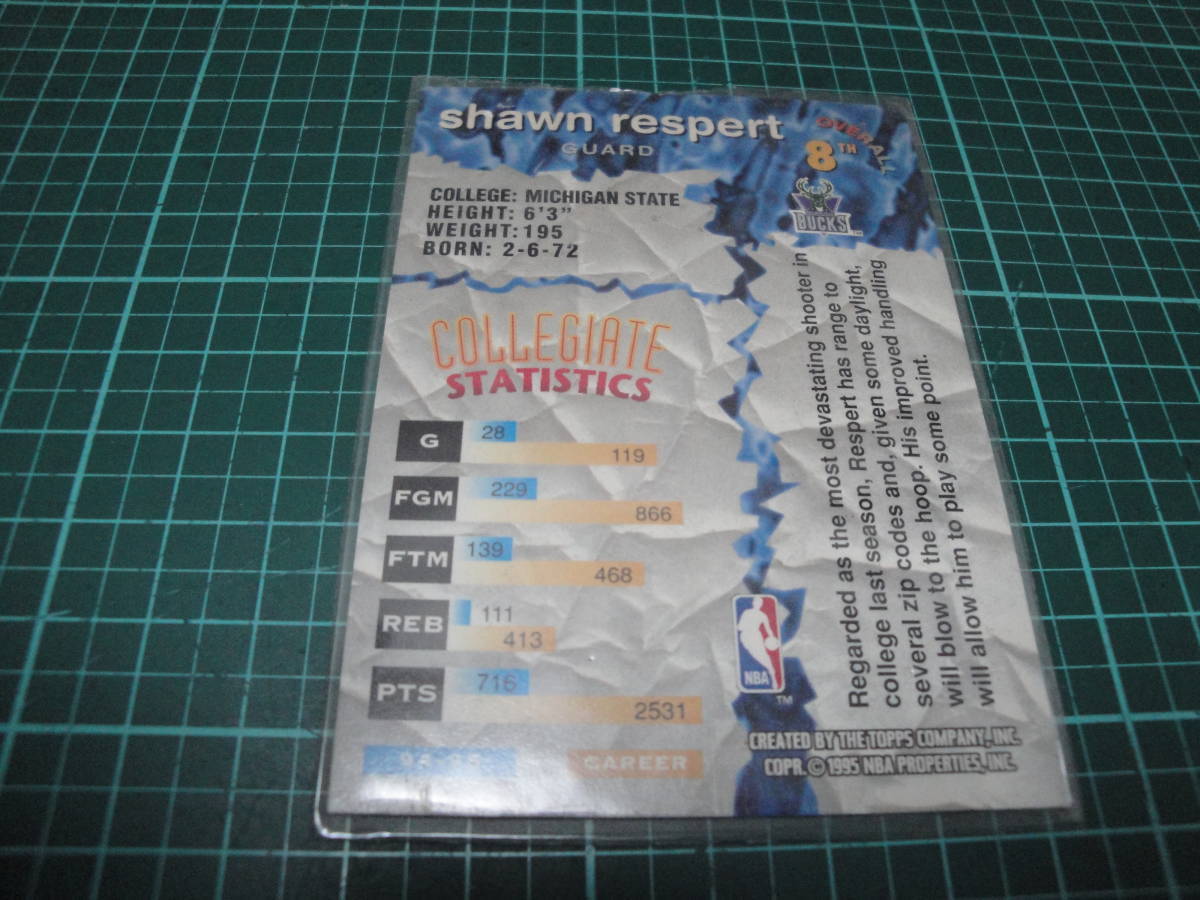 shawn respert
GUARD
OVERALL
8TH
BUCKS
COLLEGE: MICHIGAN STATE
HEIGHT: 6'3"
WEIGHT: 195
BORN: 2-6-72
COLLEGIATE
STATISTICS
G 28
119
FGM 229
866
FTM 139
468
REB 111
413
PTS 716
2531
94-95 CAREER
Regarded as the most devastating shooter in
college last season, Respert has range to
several zip codes and, given some daylight,
will blow to the hoop. His improved handling
will allow him to play some point.
NBA
TM
CREATED BY THE TOPPS COMPANY, INC.
COPR. © 1995 NBA PROPERTIES, INC.